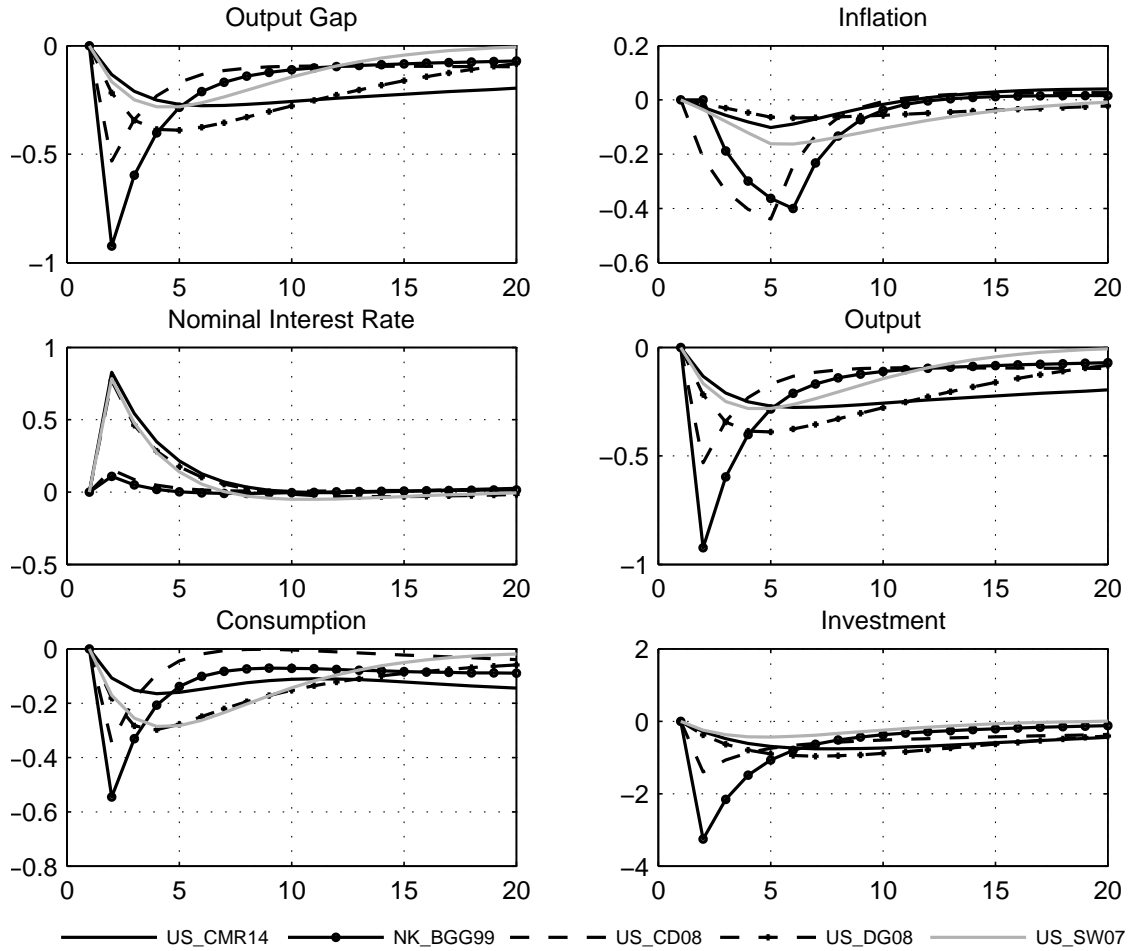 Output Gap
0
−0.5
−1
0 5 10 15 20
Inflation
0.2
0
−0.2
−0.4
−0.6
0 5 10 15 20
Nominal Interest Rate
1
0.5
0
−0.5
0 5 10 15 20
Output
0
−0.5
−1
0 5 10 15 20
Consumption
0
−0.2
−0.4
−0.6
−0.8
0 5 10 15 20
Investment
2
0
−2
−4
0 5 10 15 20
US_CMR14 NK_BGG99 US_CD08 US_DG08 US_SW07